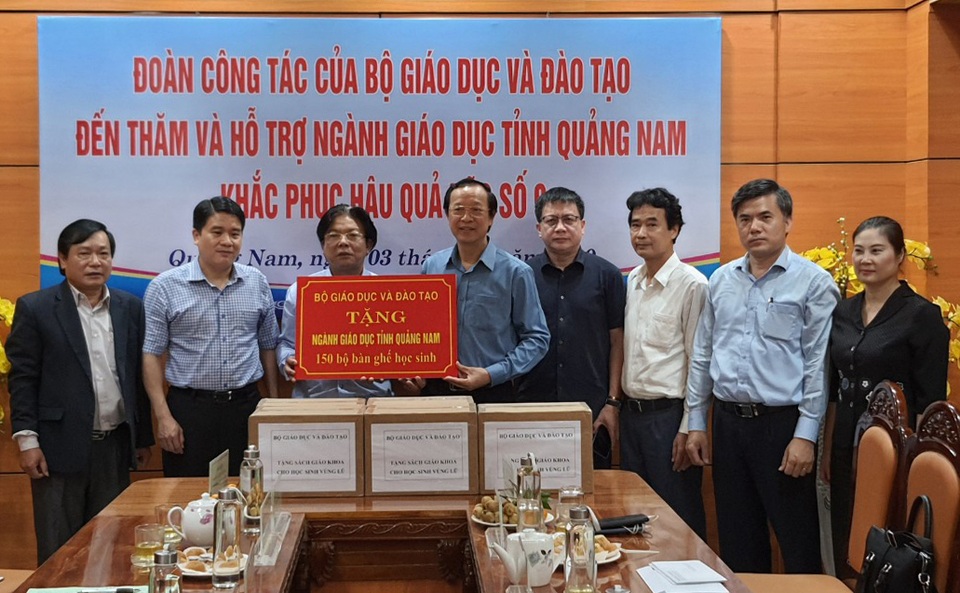 ĐOÀN CÔNG TÁC CỦA BỘ GIÁO DỤC VÀ ĐÀO TẠO
ĐẾN THĂM VÀ HỖ TRỢ NGÀNH GIÁO DỤC TỈNH QUẢNG NAM
KHẮC PHỤC HẬU QUẢ SỐ
Nam, 03
BỘ GIÁO DỤC VÀ ĐÀO TẠO
TẶNG
NGÀNH GIÁO DỤC TỈNH QUẢNG NAM
150 bộ bàn ghế học sinh
BỘ GIÁO DỤC VÀ ĐÀO TẠO
TẶNG SÁCH GIÁO KHOA
CHO HỌC SINH VÙNG LŨ
BỘ GIÁO DỤC VÀ ĐÀO TẠO
TẶNG SÁCH GIÁO KHOA
CHO HỌC SINH VÙNG LŨ
BỘ GIÁO DỤC VÀ ĐÀO TẠO
GIÁO KHOA
SINH VÙNG LŨ